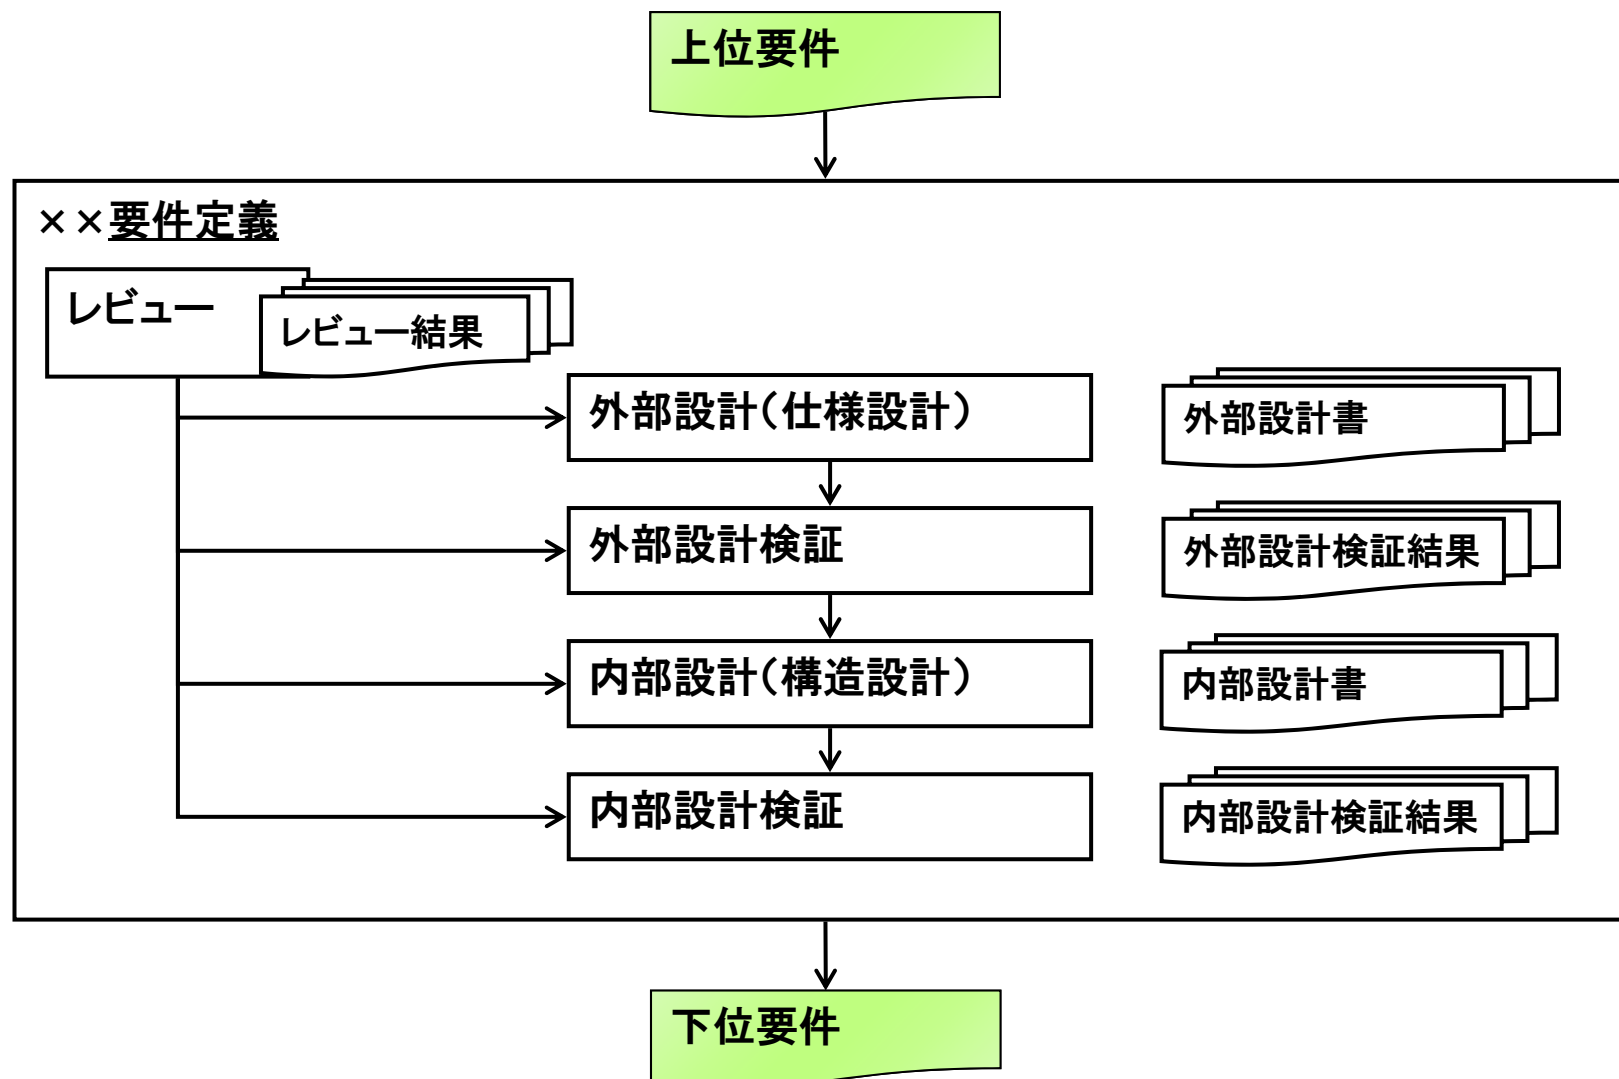 上位要件
××要件定義
レビュー
レビュー結果
外部設計(仕様設計)
外部設計書
外部設計検証
外部設計検証結果
内部設計(構造設計)
内部設計書
内部設計検証
内部設計検証結果
下位要件